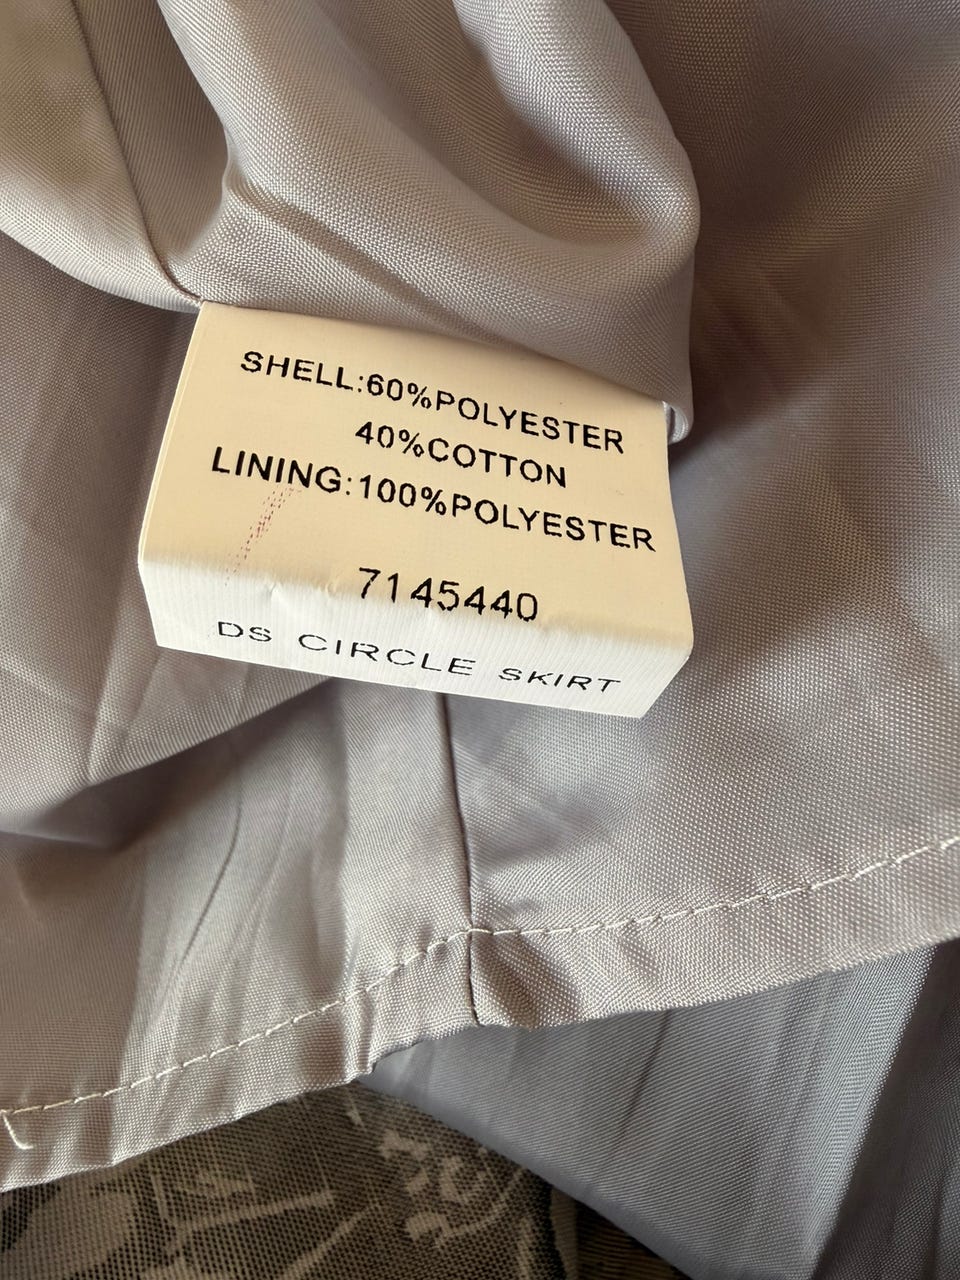 SHELL:60%POLYESTER
40%COTTON
LINING:100%POLYESTER
7145440
DS CIRCLE SKIRT